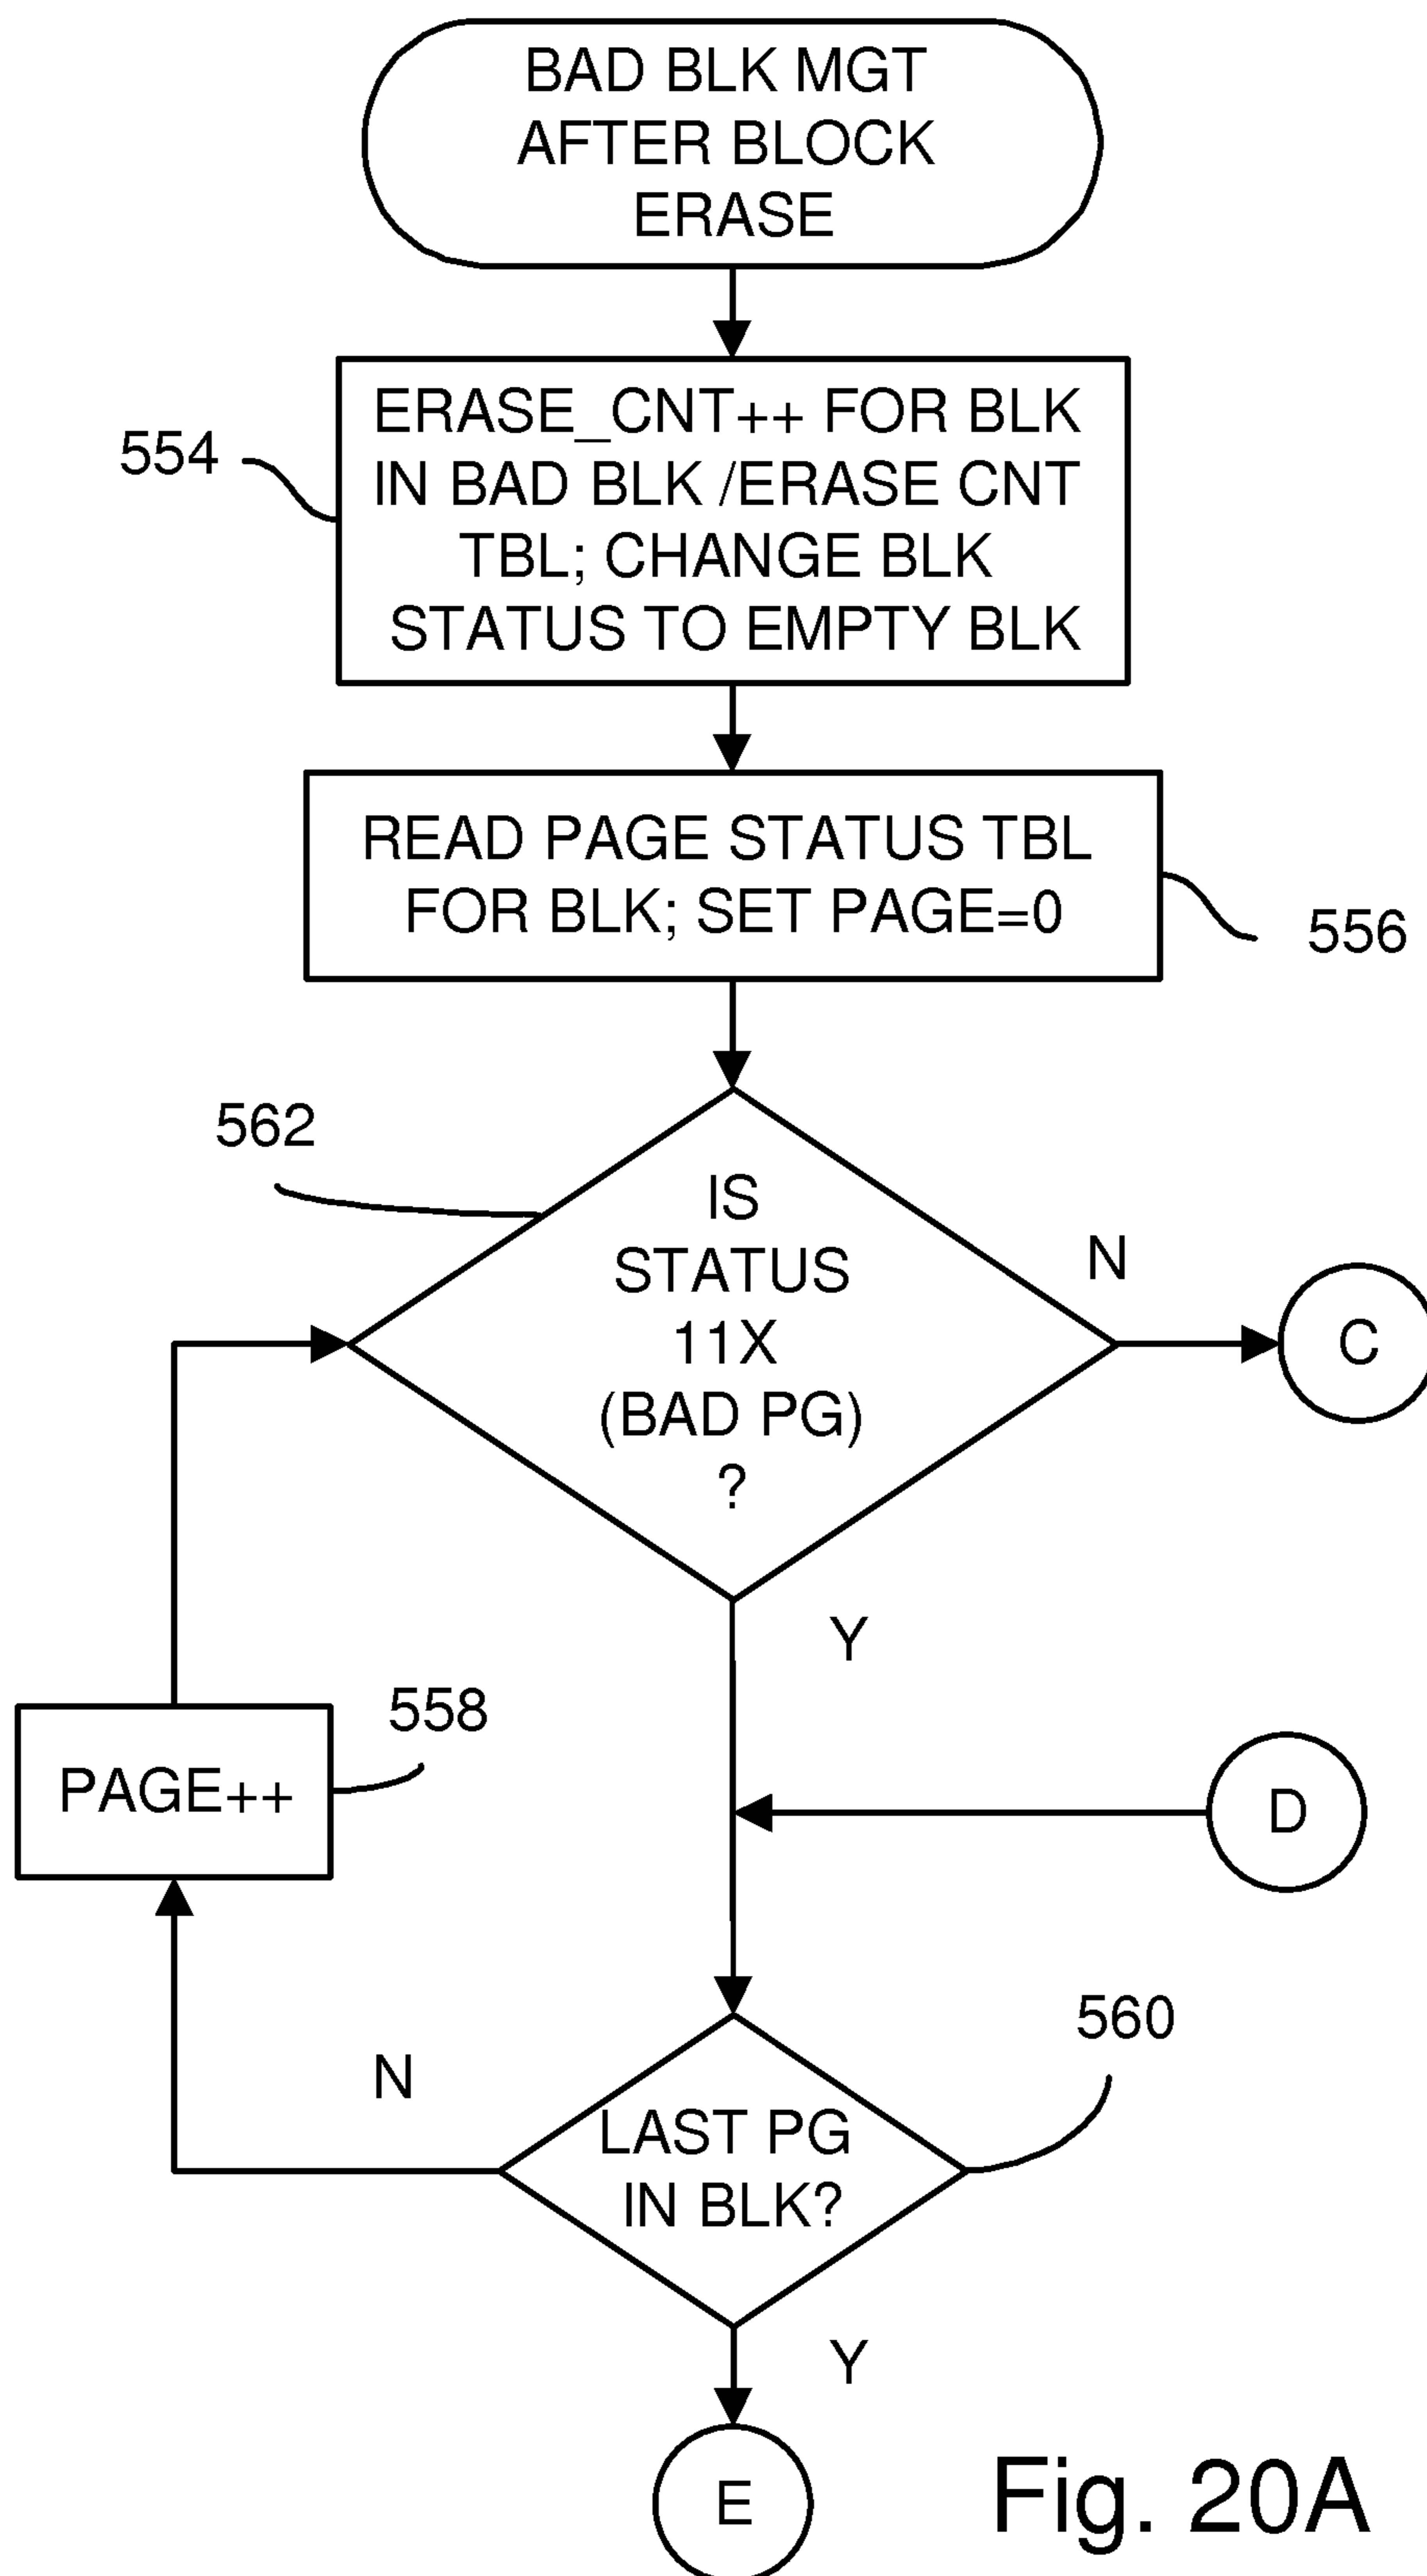 BAD BLK MGT
AFTER BLOCK
ERASE
554
ERASE_CNT++ FOR BLK
IN BAD BLK /ERASE CNT
TBL; CHANGE BLK
STATUS TO EMPTY BLK
READ PAGE STATUS TBL
FOR BLK; SET PAGE=0
556
562
IS
STATUS
11X
(BAD PG)
?
N
C
Y
558
PAGE++
D
560
N
LAST PG
IN BLK?
Y
E
Fig. 20A